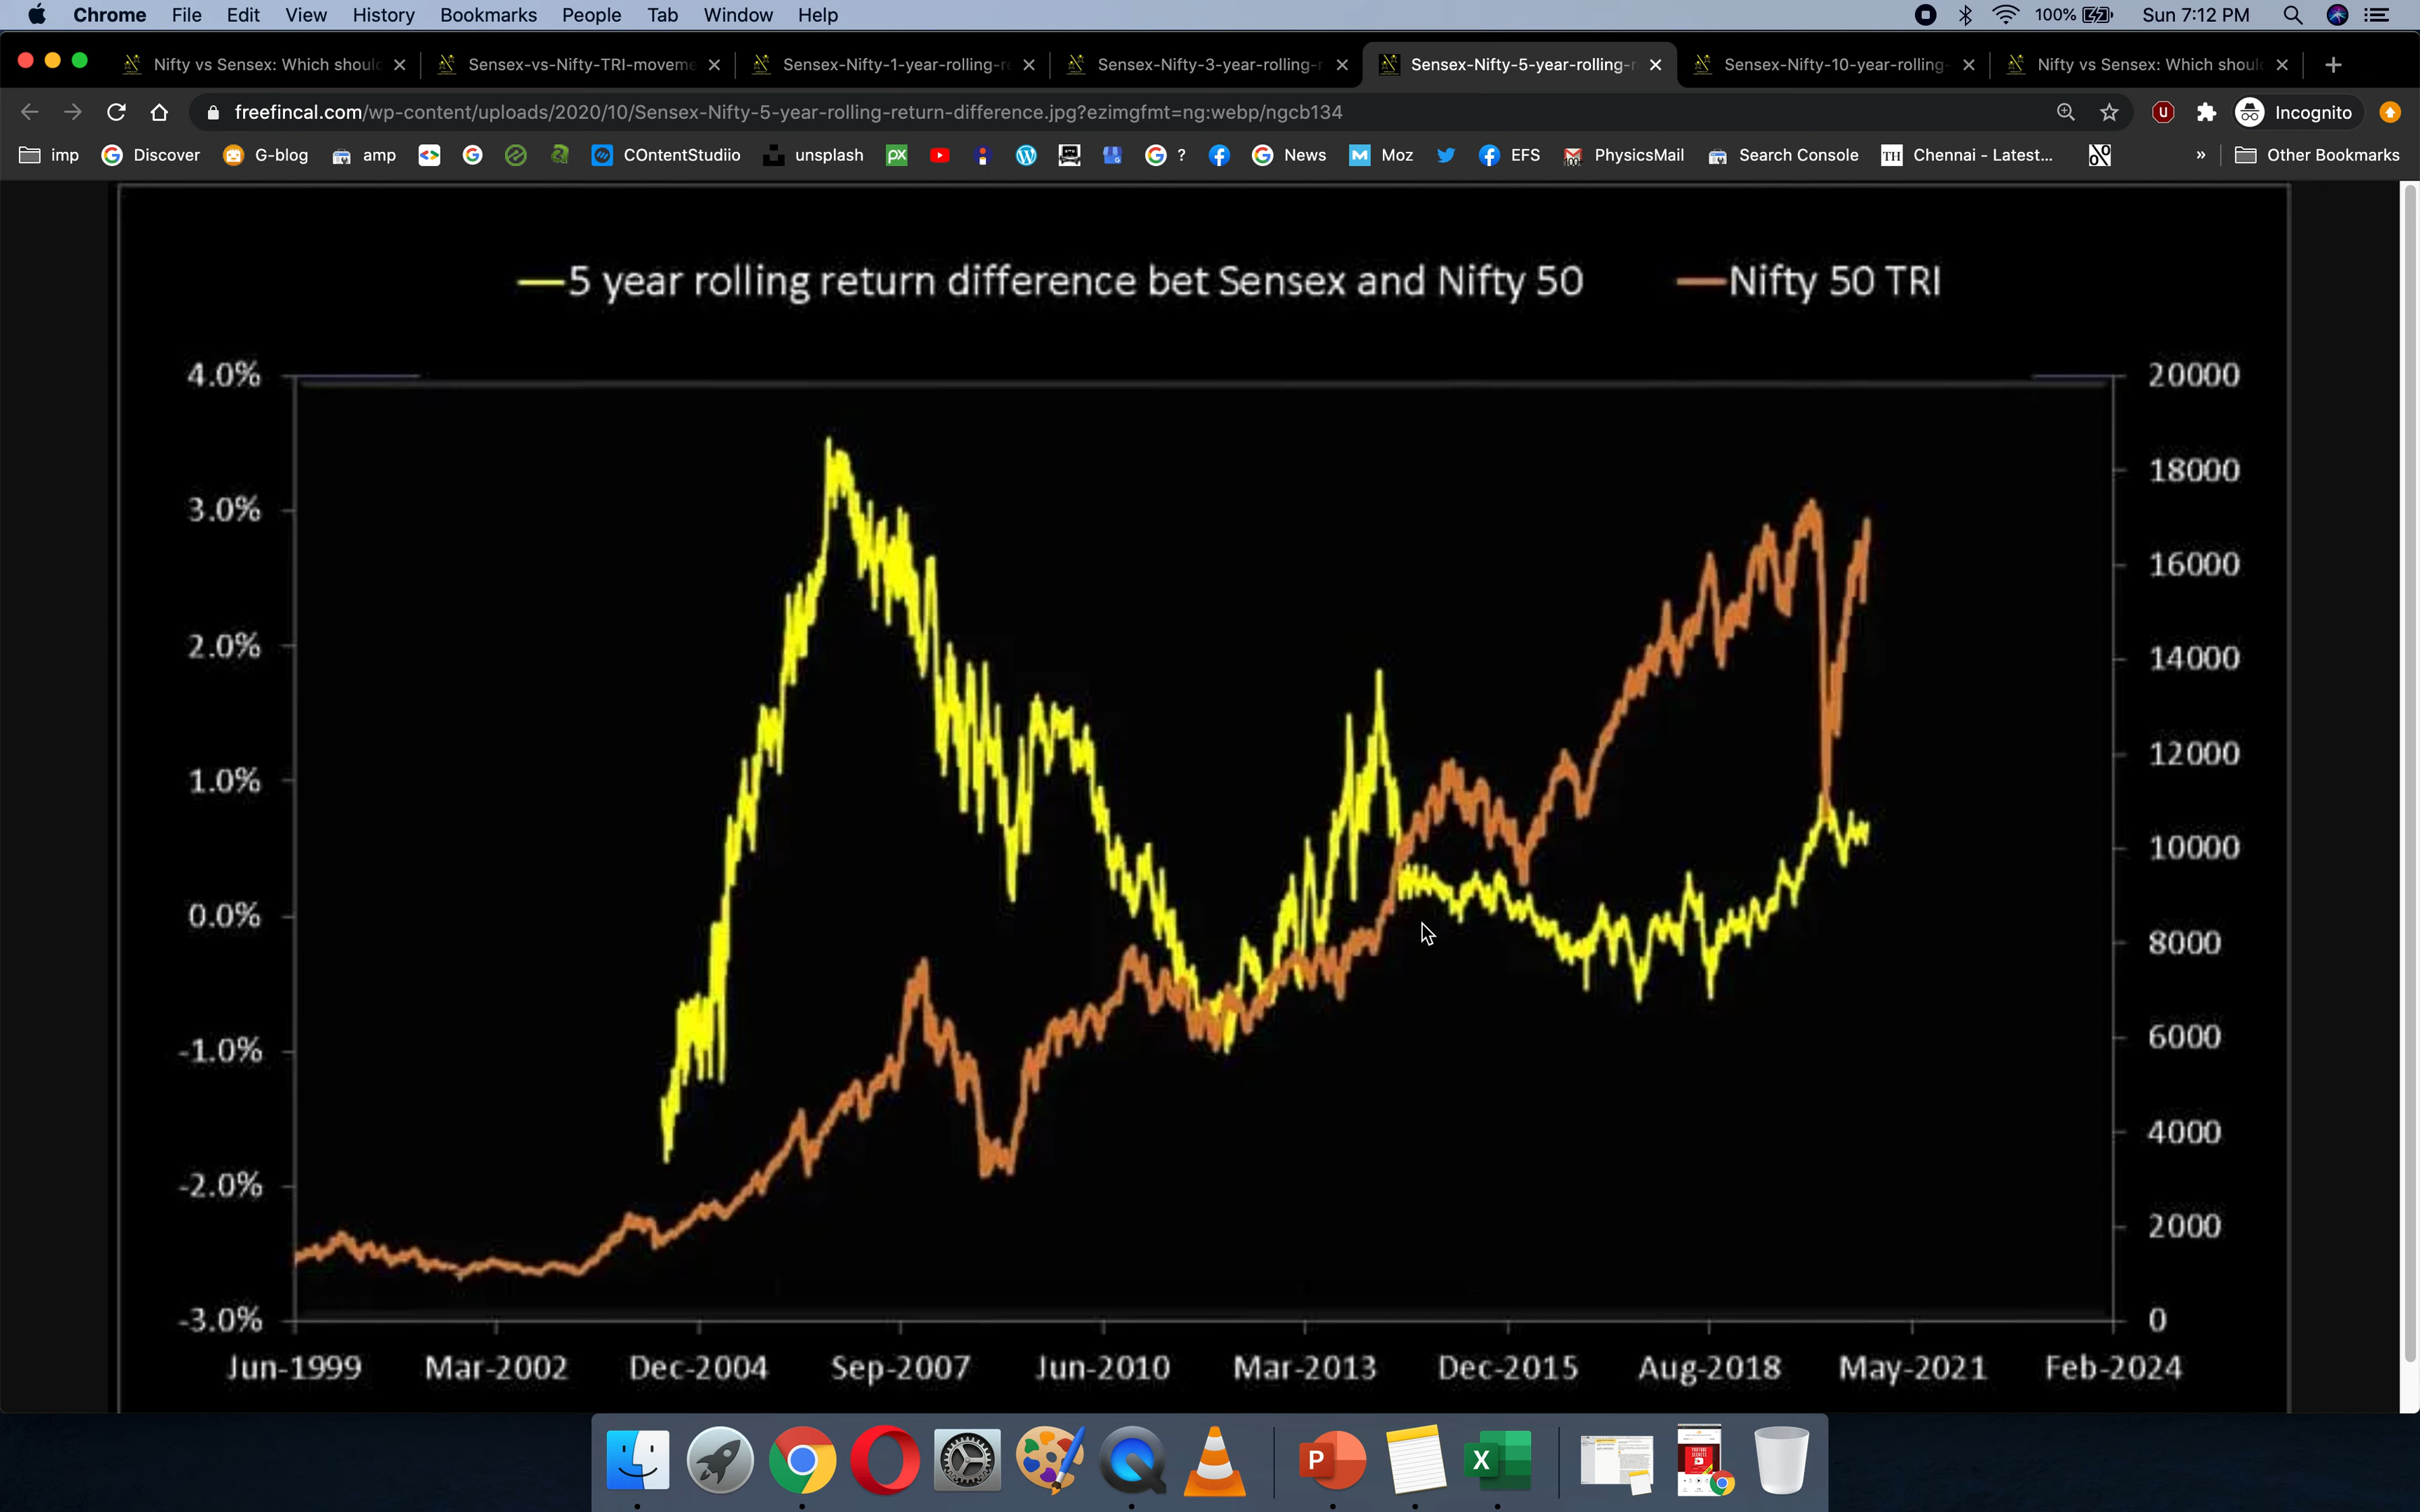 Chrome File Edit View History Bookmarks People Tab Window Help 100% Sun 7:12 PM
Nifty vs Sensex: Which shoul Sensex-vs-Nifty-TRI-moveme Sensex-Nifty-1-year-rolling-re Sensex-Nifty-3-year-rolling-r Sensex-Nifty-5-year-rolling-r Sensex-Nifty-10-year-rolling- Nifty vs Sensex: Which shoul
freefincal.com/wp-content/uploads/2020/10/Sensex-Nifty-5-year-rolling-return-difference.jpg?ezimgfmt=ng:webp/ngcb134 Incognito
imp Discover G-blog amp COntentStudiio unsplash ? News Moz EFS PhysicsMail Search Console TH Chennai - Latest... » Other Bookmarks
5 year rolling return difference bet Sensex and Nifty 50 Nifty 50 TRI
4.0% 20000
18000
3.0%
16000
2.0%
14000
12000
1.0%
10000
0.0%
8000
-1.0% 6000
4000
-2.0%
2000
-3.0% 0
Jun-1999 Mar-2002 Dec-2004 Sep-2007 Jun-2010 Mar-2013 Dec-2015 Aug-2018 May-2021 Feb-2024